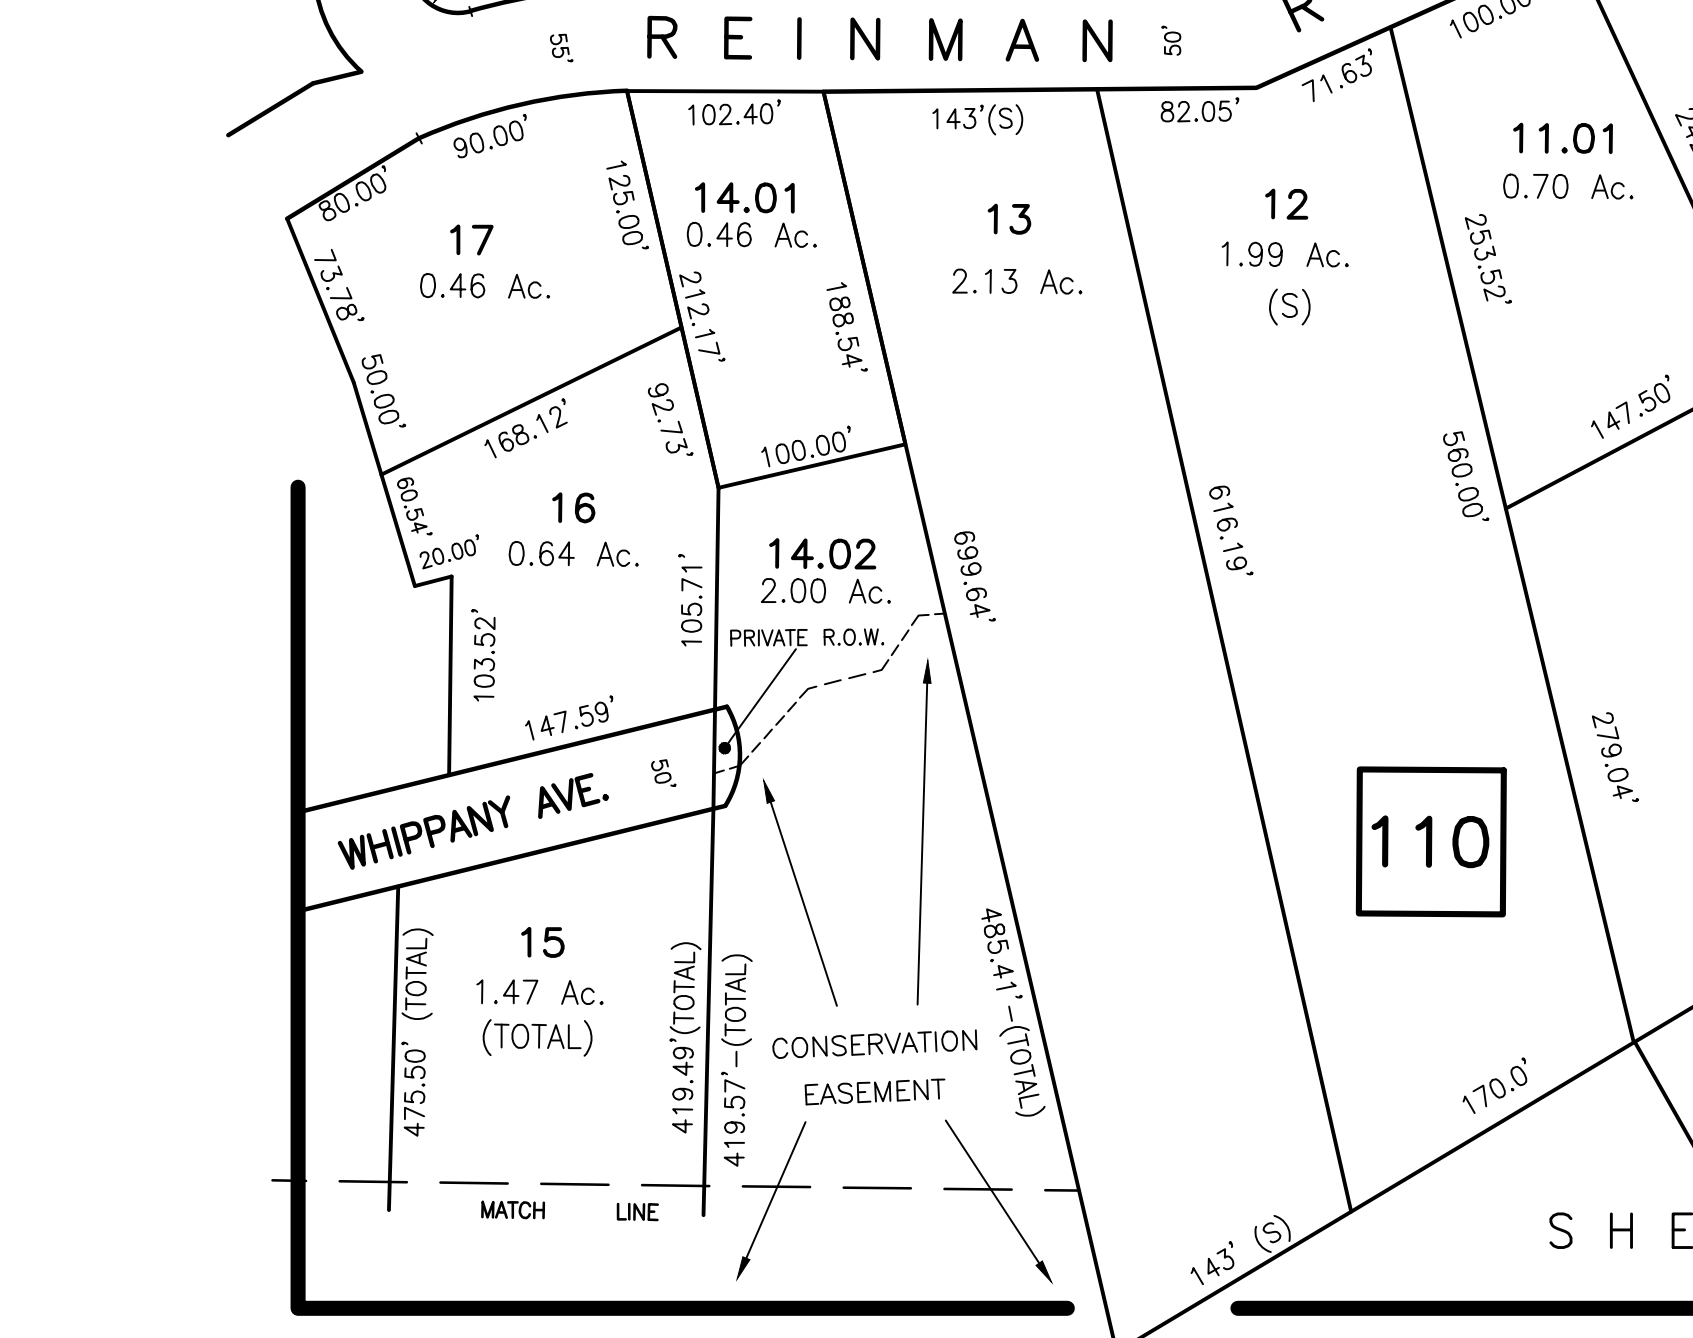 REINMAN
R
55'
50'
100.00'
71.63'
102.40'
143'(S)
82.05'
90.00'
80.00'
11.01
0.70 Ac.
125.00'
14.01
0.46 Ac.
13
2.13 Ac.
12
1.99 Ac.
(S)
17
0.46 Ac.
73.78'
50.00'
212.17'
188.54'
253.52'
168.12'
92.73'
100.00'
147.50'
560.00'
60.54'
20.00'
16
0.64 Ac.
105.71'
103.52'
14.02
2.00 Ac.
PRIVATE R.O.W.
699.64'
616.19'
147.59'
50'
WHIPPANY AVE.
279.04'
110
15
1.47 Ac.
(TOTAL)
475.50' (TOTAL)
419.49'(TOTAL)
419.57'-(TOTAL)
485.41'-(TOTAL)
CONSERVATION
EASEMENT
170.0'
MATCH LINE
143' (S)
SHE